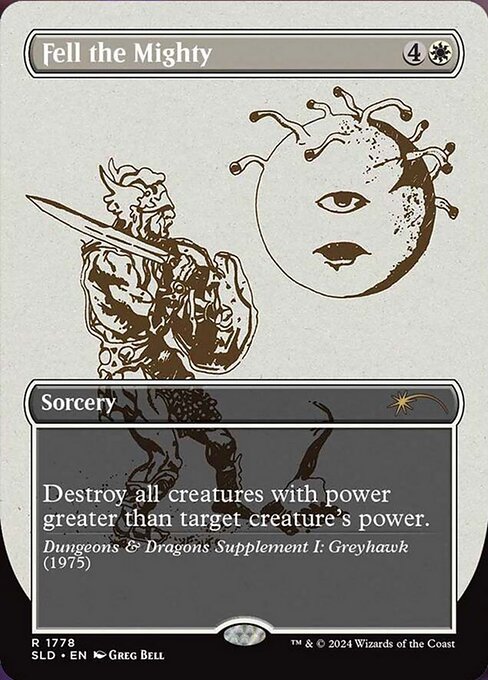 Fell the Mighty 4
Sorcery
Destroy all creatures with power
greater than target creature's power.
Dungeons & Dragons Supplement I: Greyhawk
(1975)
R 1778
SLD • EN Greg Bell
™ & © 2024 Wizards of the Coast